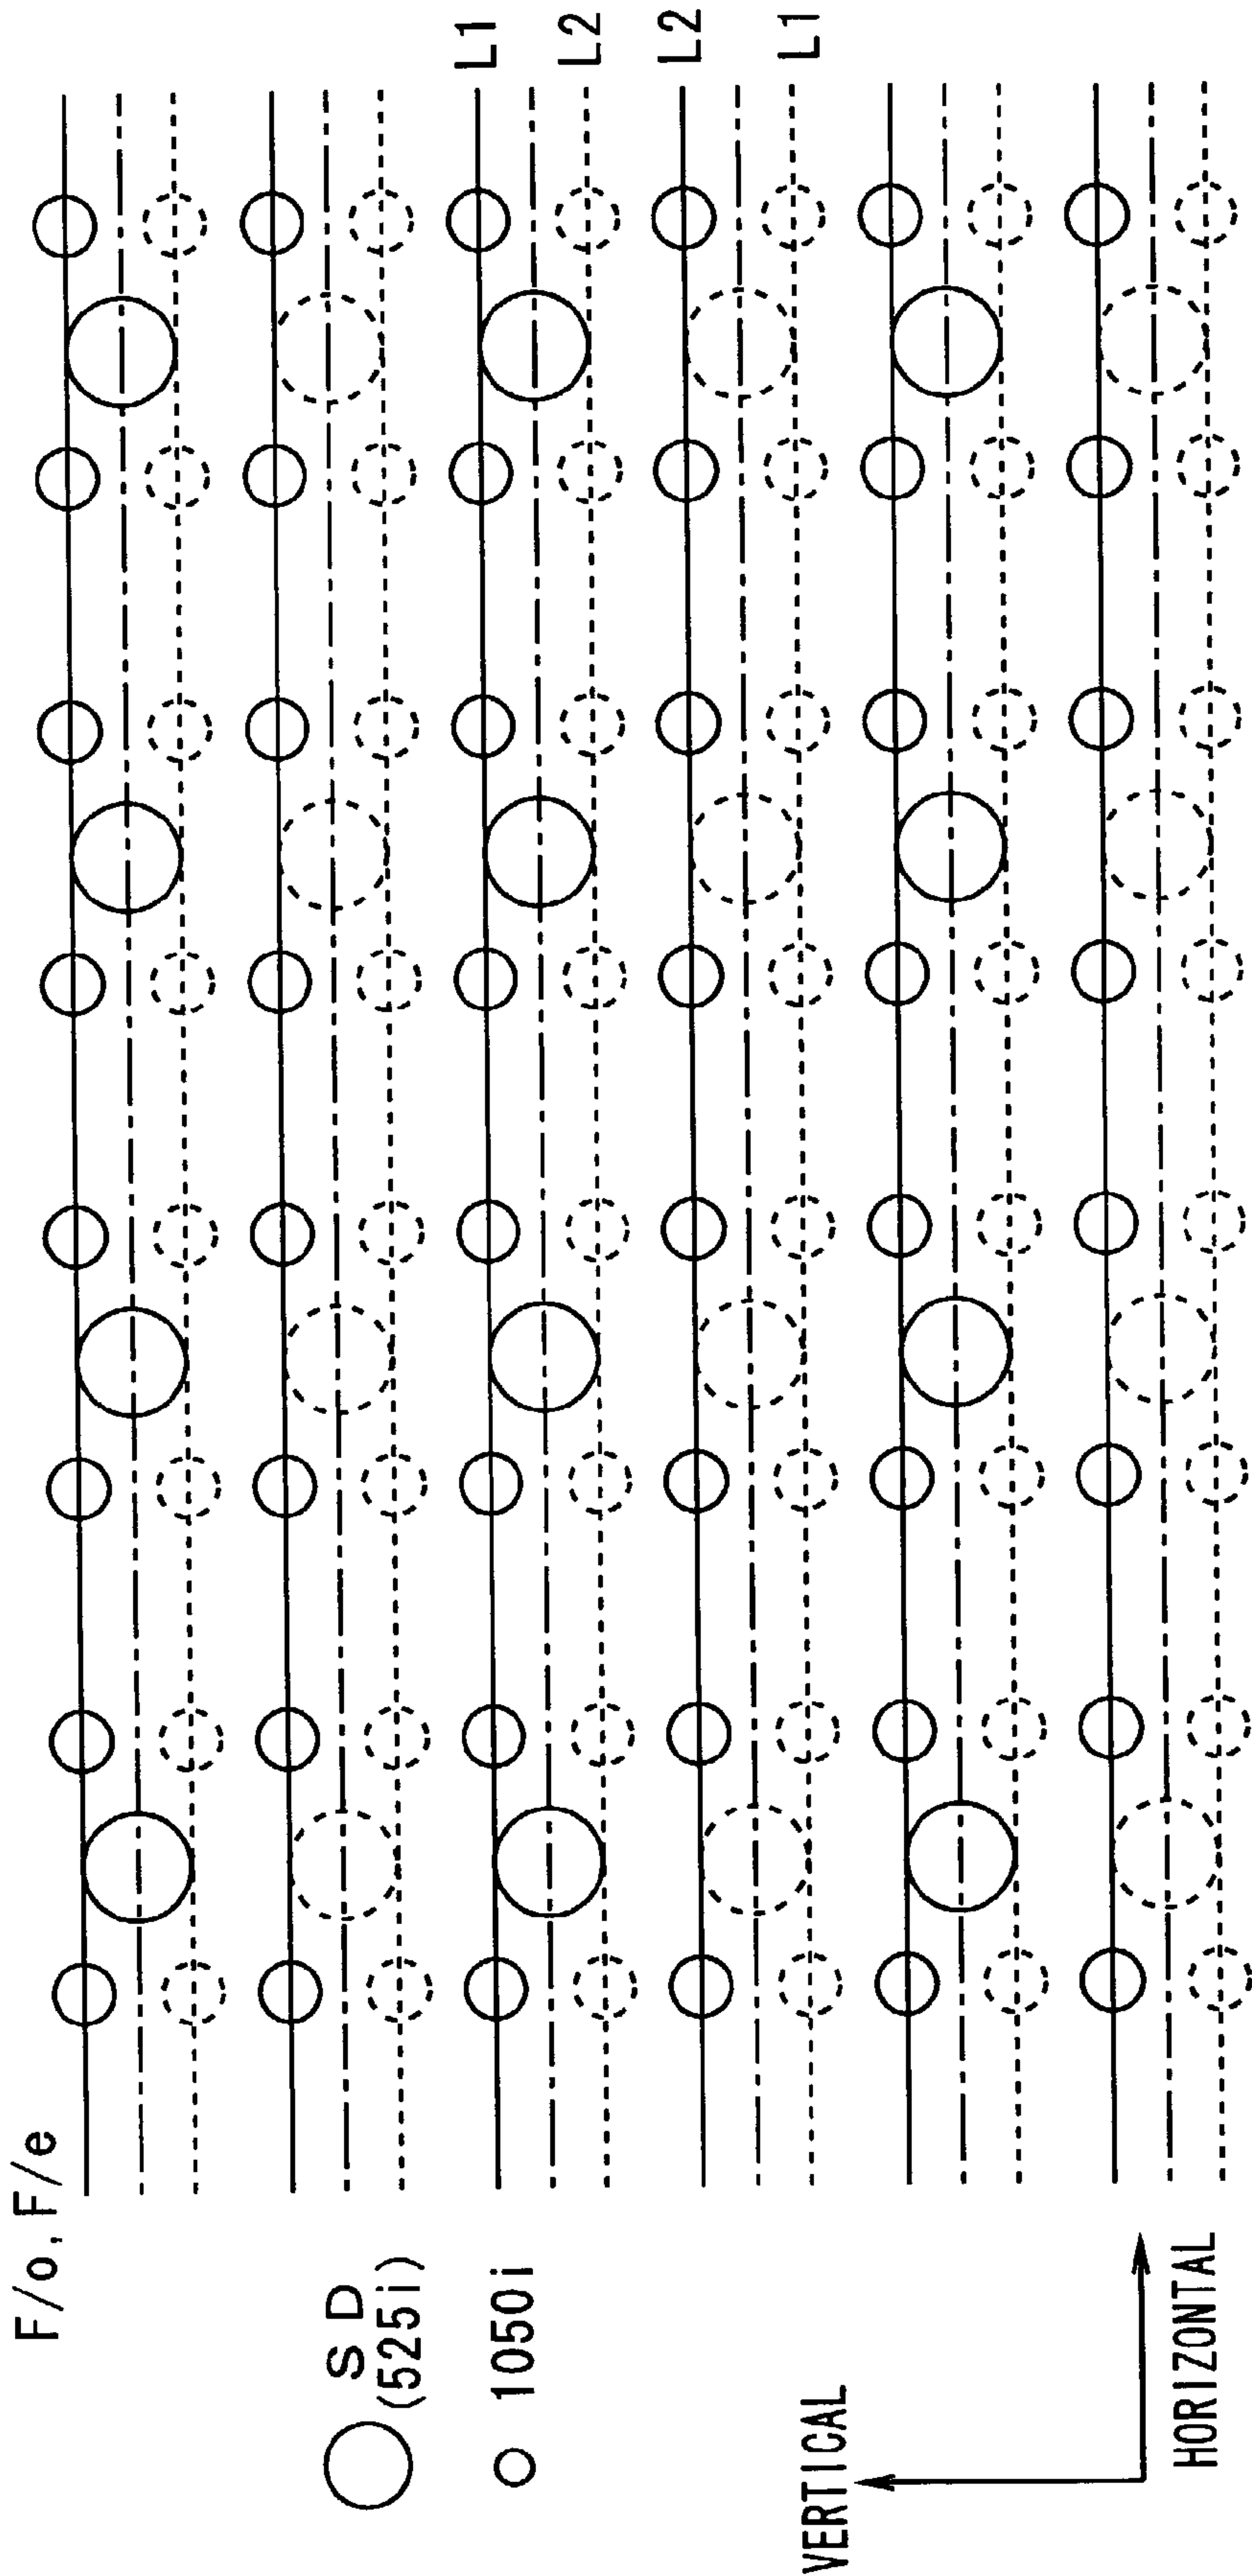 F/o, F/e
SD
(525i)
1050i
L1
L2
L2
L1
VERTICAL
HORIZONTAL